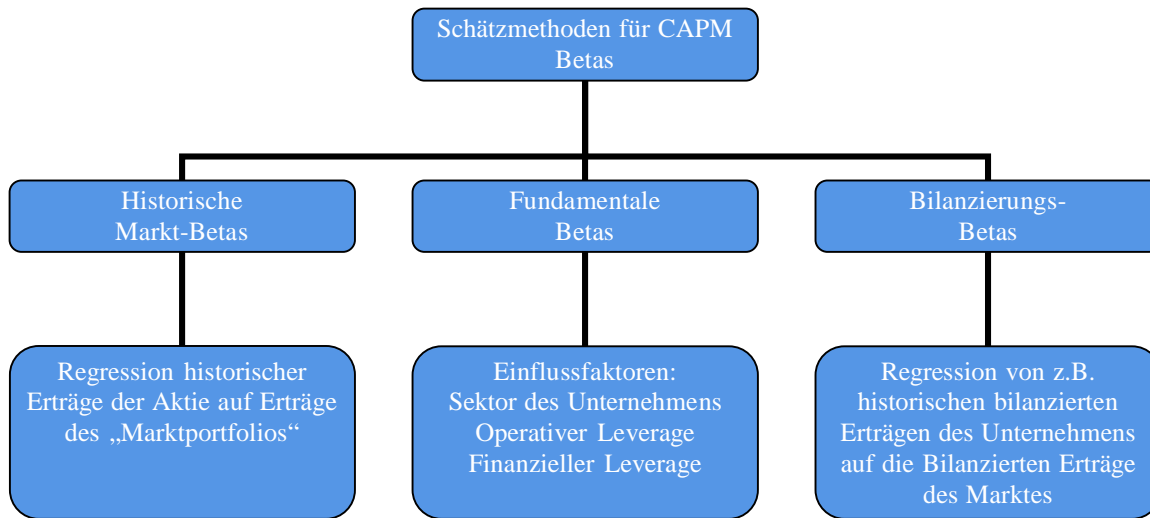 Schätzmethoden für CAPM
Betas
Historische
Markt-Betas
Fundamentale
Betas
Bilanzierungs-
Betas
Regression historischer
Erträge der Aktie auf Erträge
des „Marktportfolios“
Einflussfaktoren:
Sektor des Unternehmens
Operativer Leverage
Finanzieller Leverage
Regression von z.B.
historischen bilanzierten
Erträgen des Unternehmens
auf die Bilanzierten Erträge
des Marktes